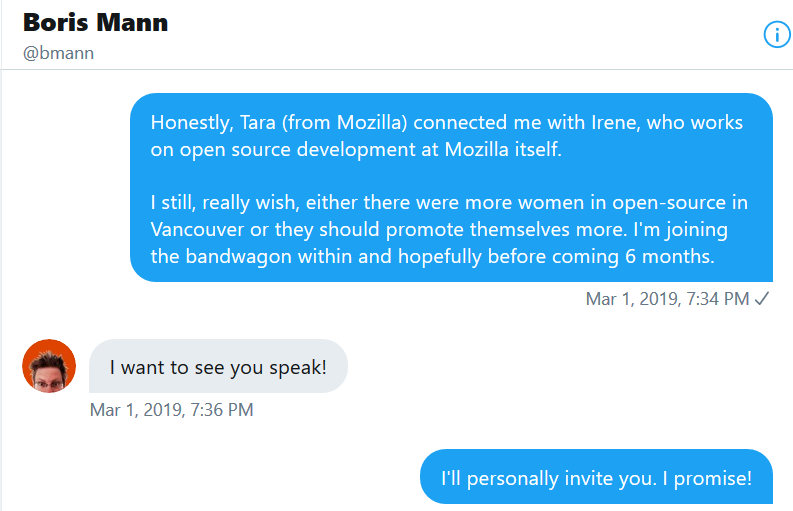 Boris Mann
@bmann
Honestly, Tara (from Mozilla) connected me with Irene, who works
on open source development at Mozilla itself.
I still, really wish, either there were more women in open-source in
Vancouver or they should promote themselves more. I'm joining
the bandwagon within and hopefully before coming 6 months.
Mar 1, 2019, 7:34 PM ✓
I want to see you speak!
Mar 1, 2019, 7:36 PM
I'll personally invite you. I promise!